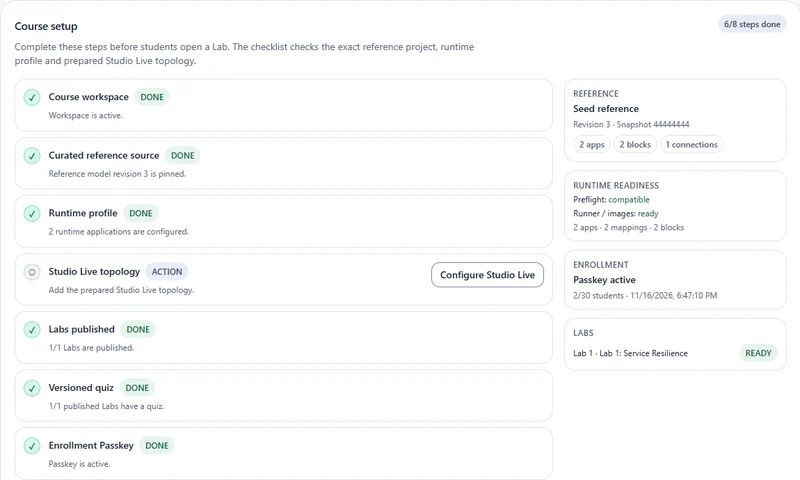 Course setup
6/8 steps done
Complete these steps before students open a Lab. The checklist checks the exact reference project, runtime
profile and prepared Studio Live topology.
Course workspace DONE
Workspace is active.
Curated reference source DONE
Reference model revision 3 is pinned.
Runtime profile DONE
2 runtime applications are configured.
Studio Live topology ACTION
Add the prepared Studio Live topology.
Configure Studio Live
Labs published DONE
1/1 Labs are published.
Versioned quiz DONE
1/1 published Labs have a quiz.
Enrollment Passkey DONE
Passkey is active.
REFERENCE
Seed reference
Revision 3 · Snapshot 44444444
2 apps 2 blocks 1 connections
RUNTIME READINESS
Preflight: compatible
Runner / images: ready
2 apps · 2 mappings · 2 blocks
ENROLLMENT
Passkey active
2/30 students · 11/16/2026, 6:47:10 PM
LABS
Lab 1 · Lab 1: Service Resilience READY